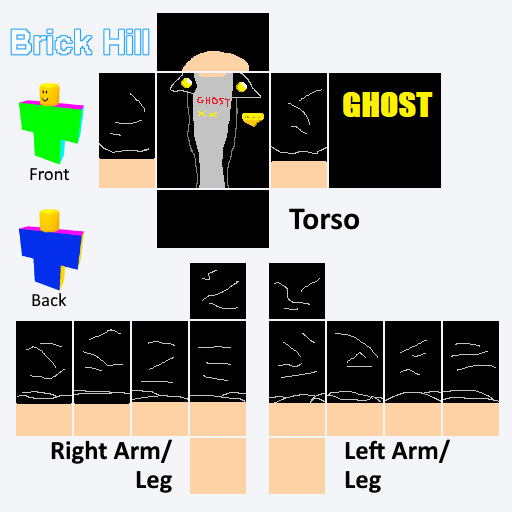 Brick Hill
GHOST
GHOST
Front
Torso
Back
Right Arm/
Leg
Left Arm/
Leg